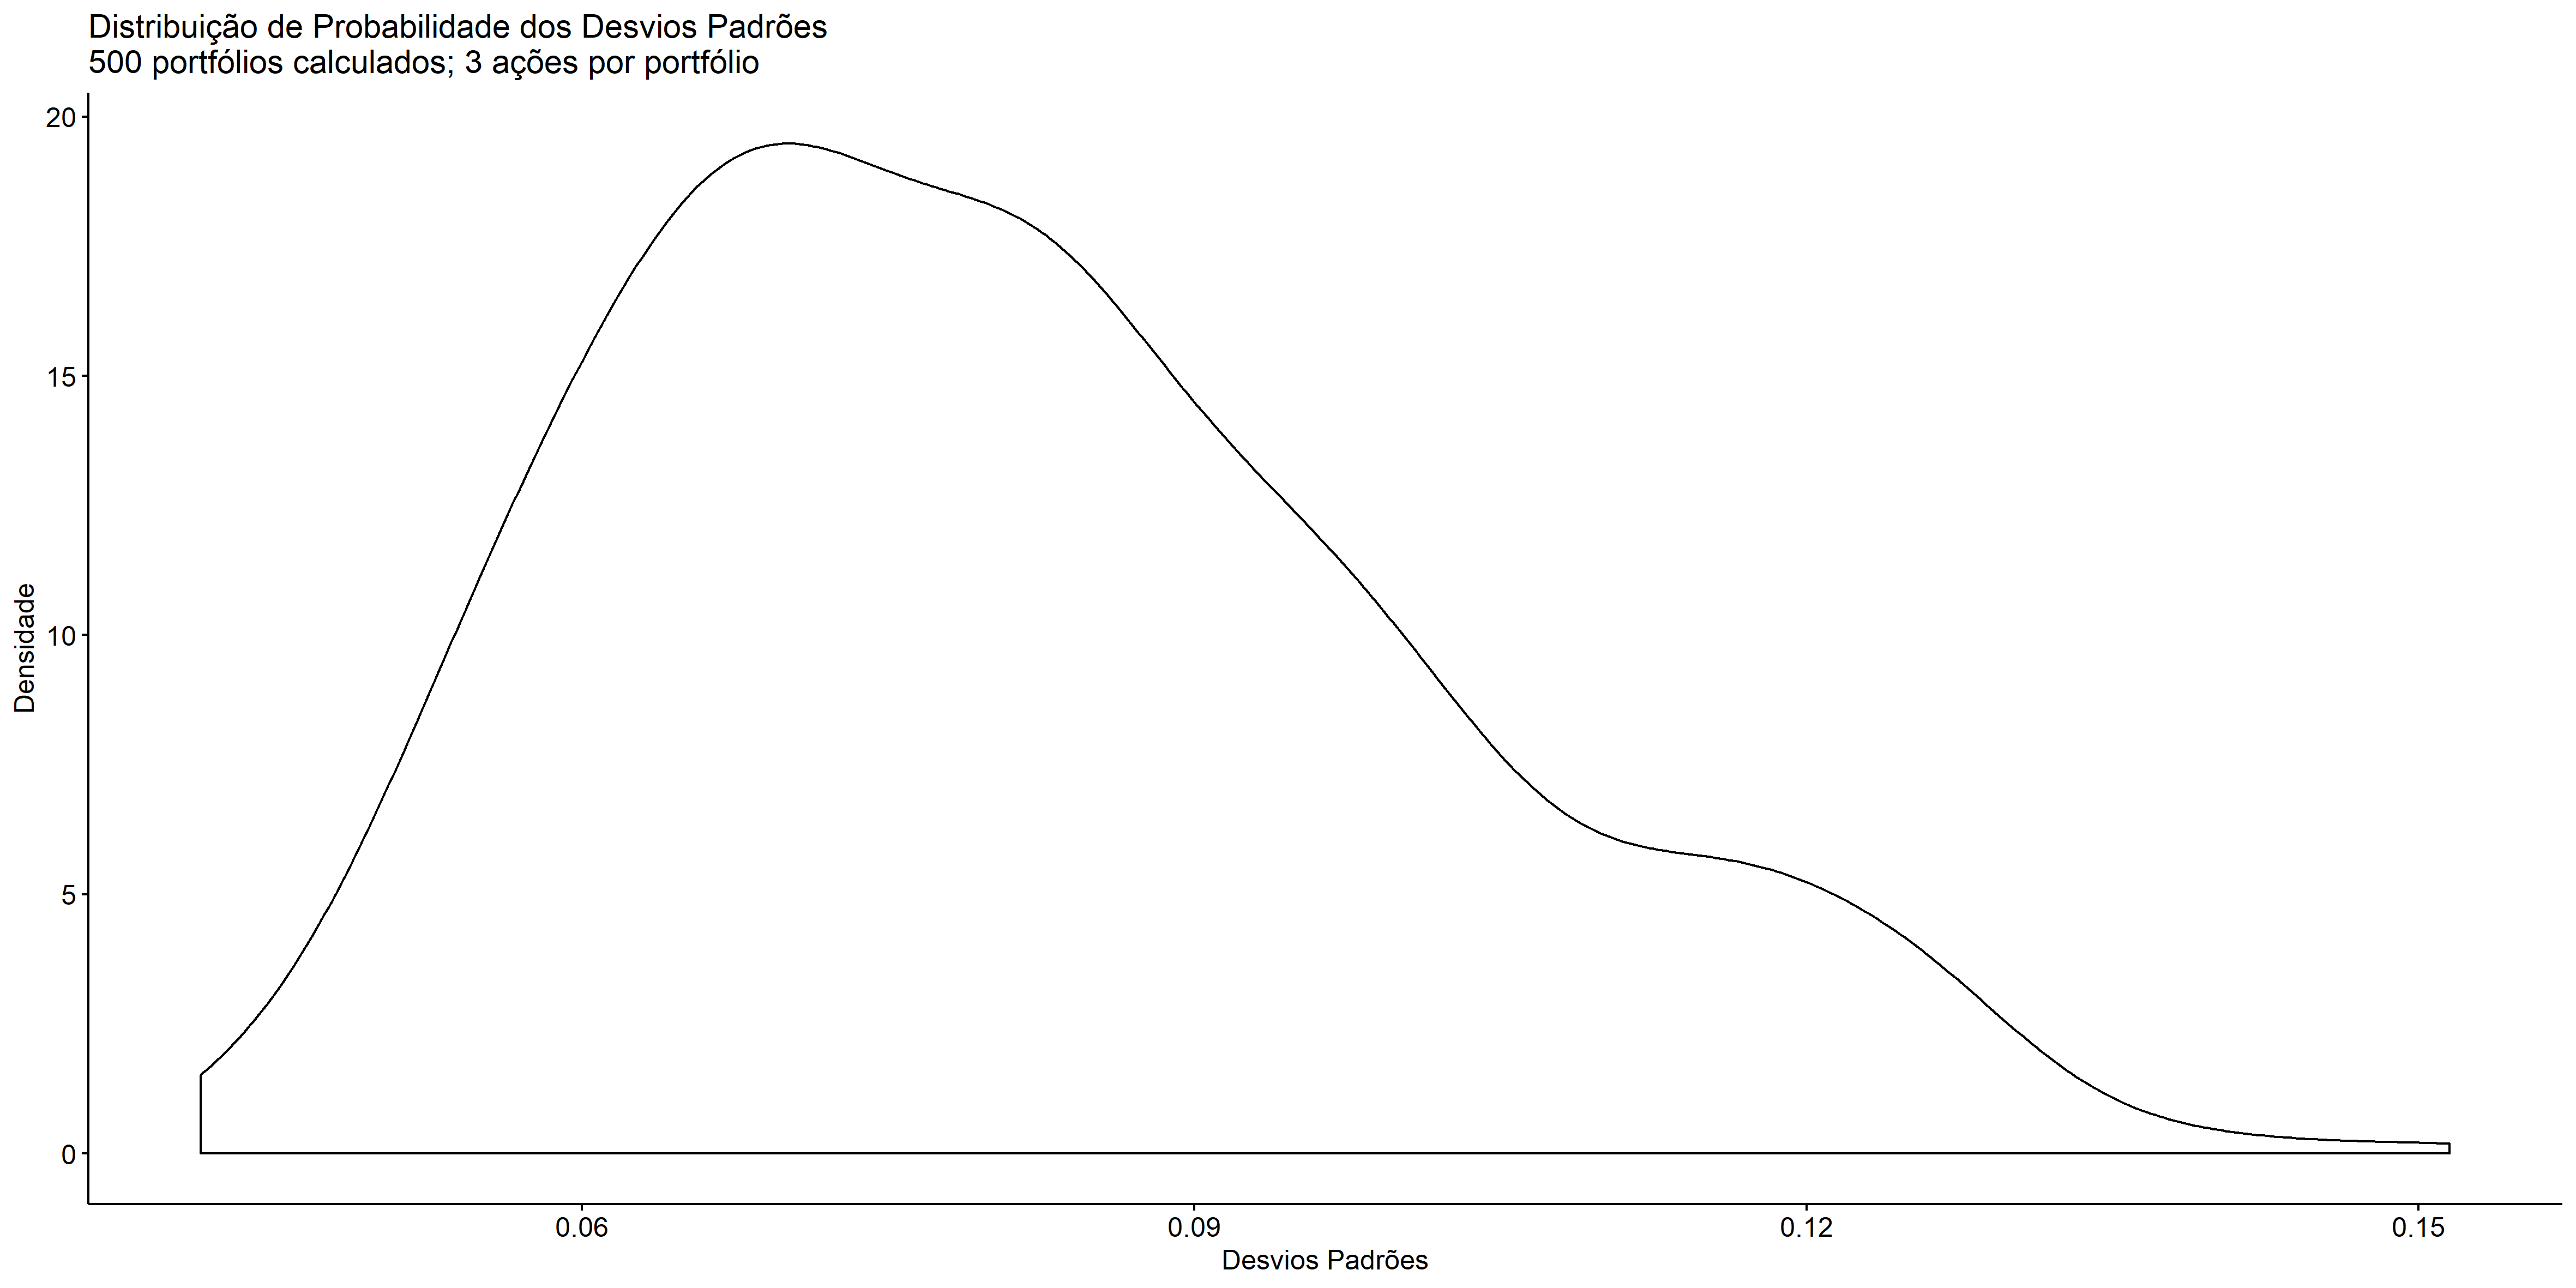 Distribuição de Probabilidade dos Desvios Padrões
500 portfólios calculados; 3 ações por portfólio
20
15
10
5
0
Densidade
0.06
0.09
0.12
0.15
Desvios Padrões